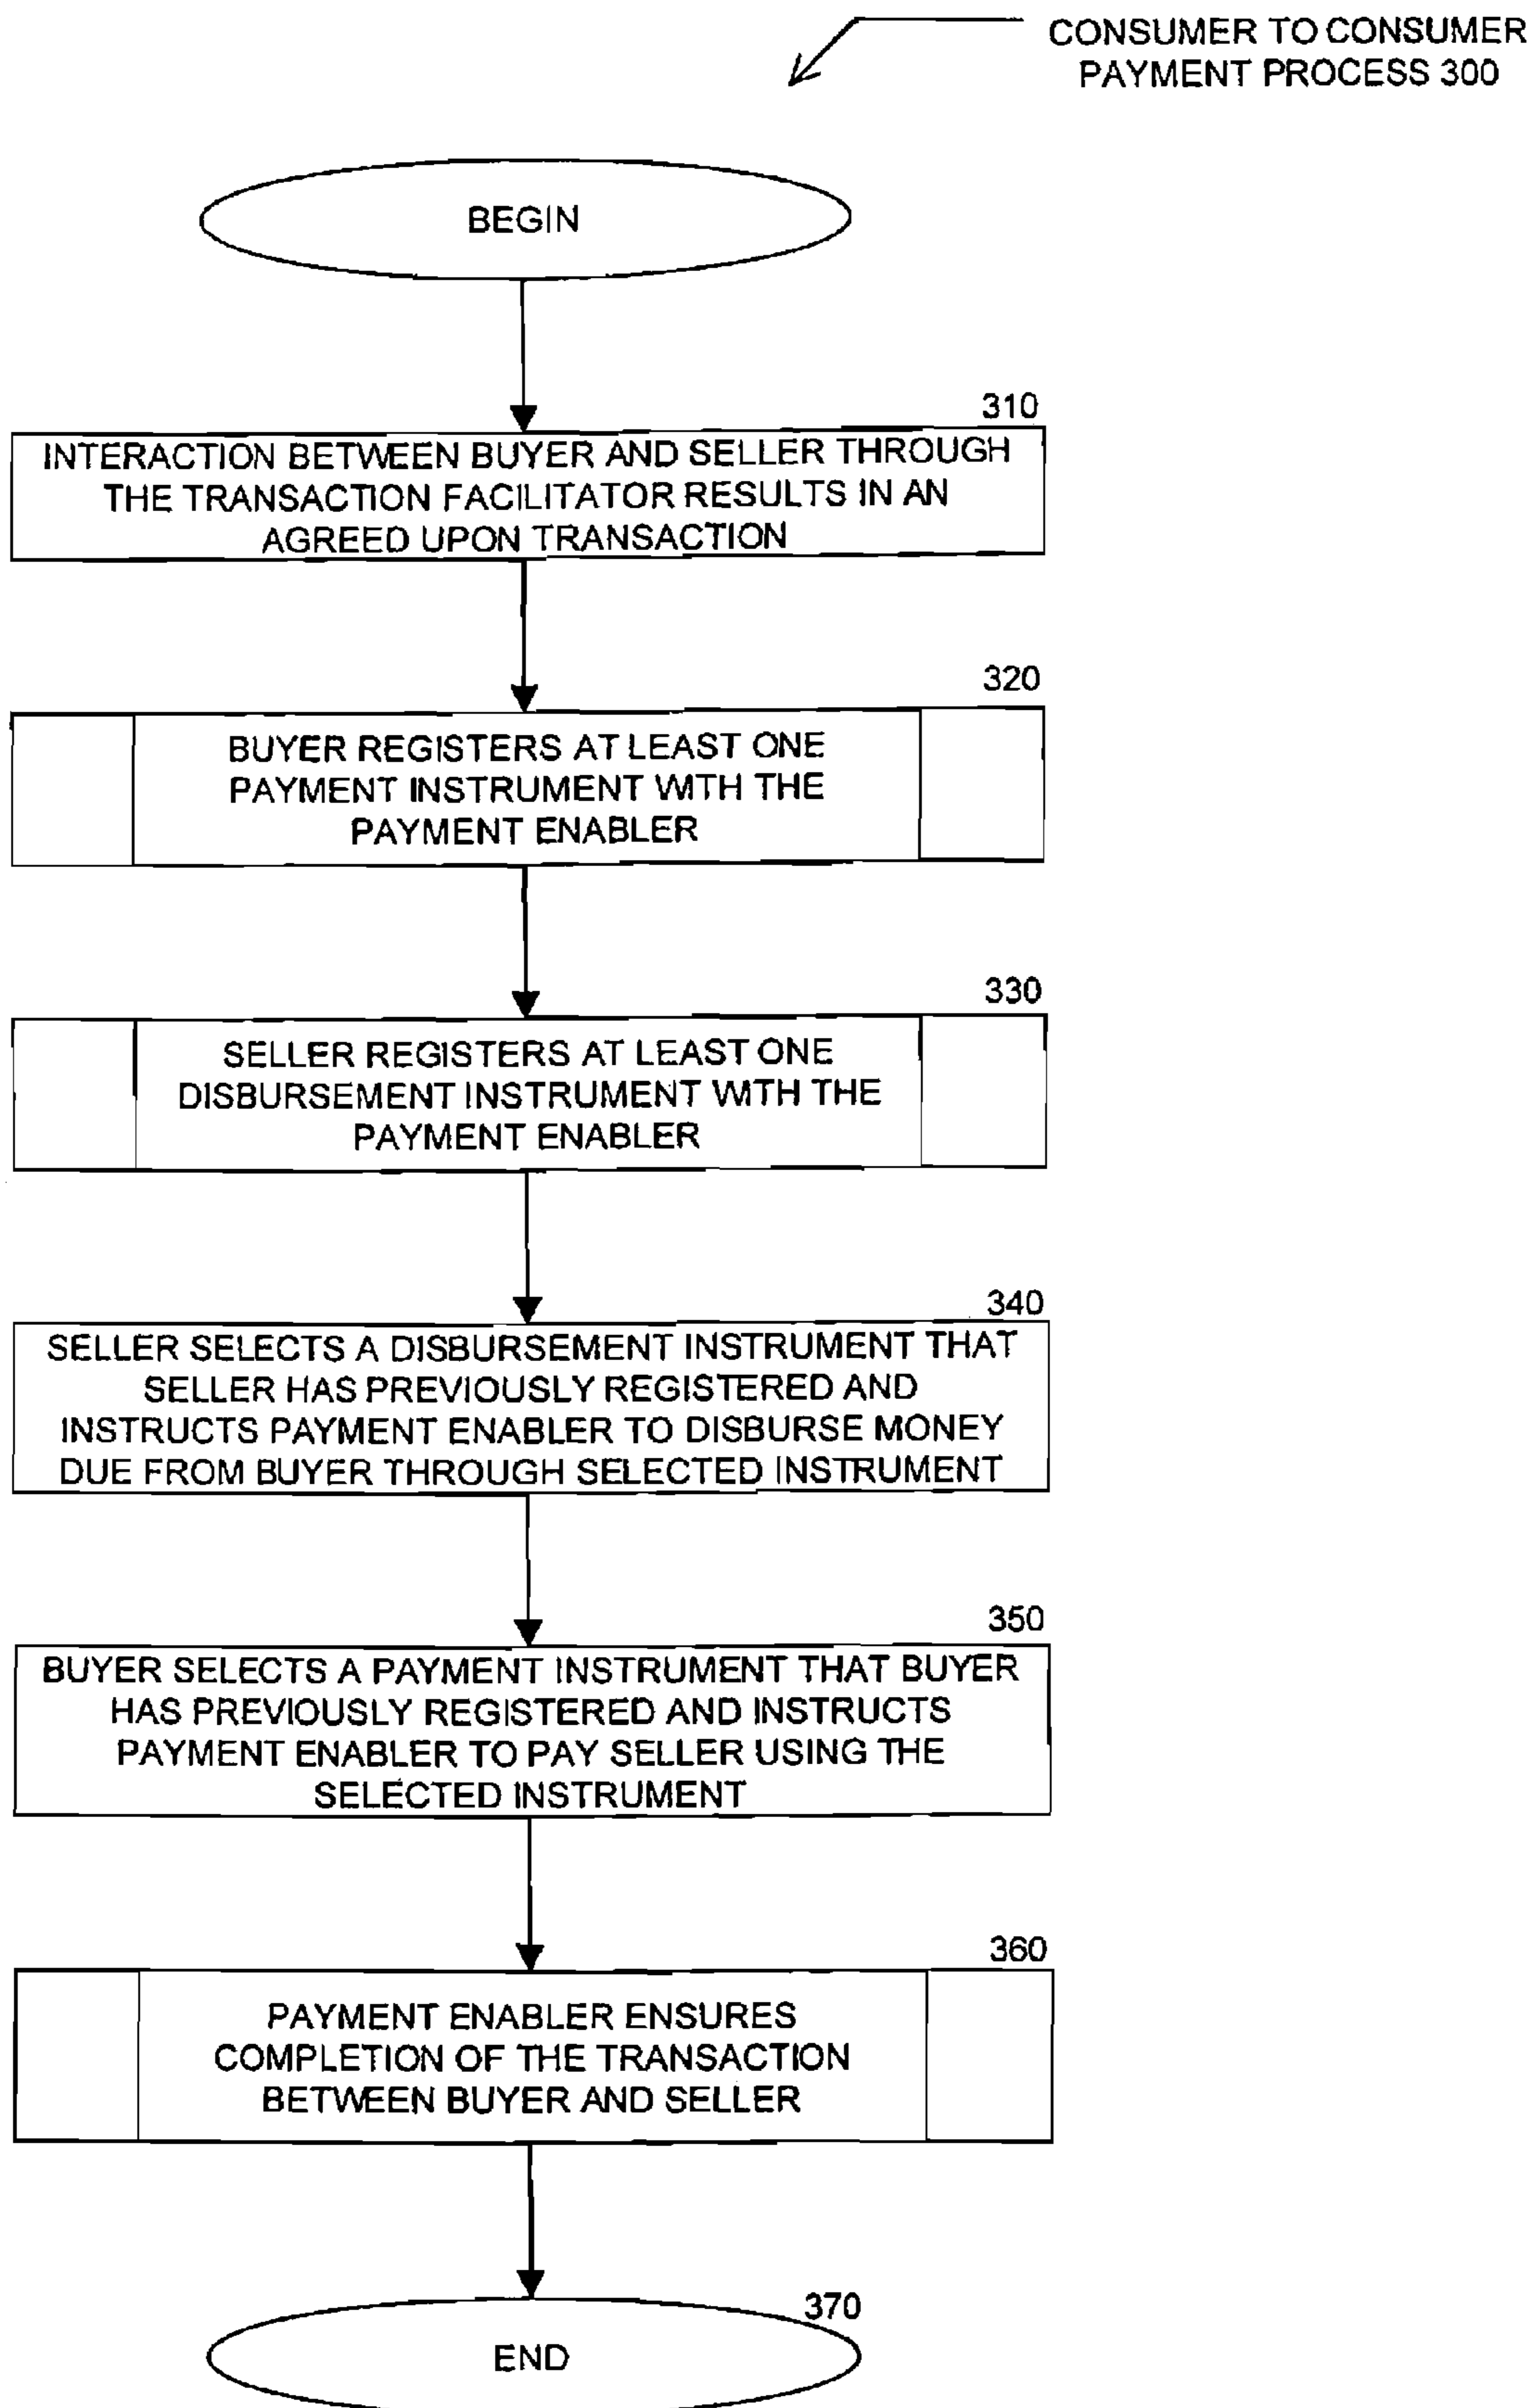 CONSUMER TO CONSUMER
PAYMENT PROCESS 300
BEGIN
310
INTERACTION BETWEEN BUYER AND SELLER THROUGH
THE TRANSACTION FACILITATOR RESULTS IN AN
AGREED UPON TRANSACTION
320
BUYER REGISTERS AT LEAST ONE
PAYMENT INSTRUMENT WITH THE
PAYMENT ENABLER
330
SELLER REGISTERS AT LEAST ONE
DISBURSEMENT INSTRUMENT WITH THE
PAYMENT ENABLER
340
SELLER SELECTS A DISBURSEMENT INSTRUMENT THAT
SELLER HAS PREVIOUSLY REGISTERED AND
INSTRUCTS PAYMENT ENABLER TO DISBURSE MONEY
DUE FROM BUYER THROUGH SELECTED INSTRUMENT
350
BUYER SELECTS A PAYMENT INSTRUMENT THAT BUYER
HAS PREVIOUSLY REGISTERED AND INSTRUCTS
PAYMENT ENABLER TO PAY SELLER USING THE
SELECTED INSTRUMENT
360
PAYMENT ENABLER ENSURES
COMPLETION OF THE TRANSACTION
BETWEEN BUYER AND SELLER
370
END